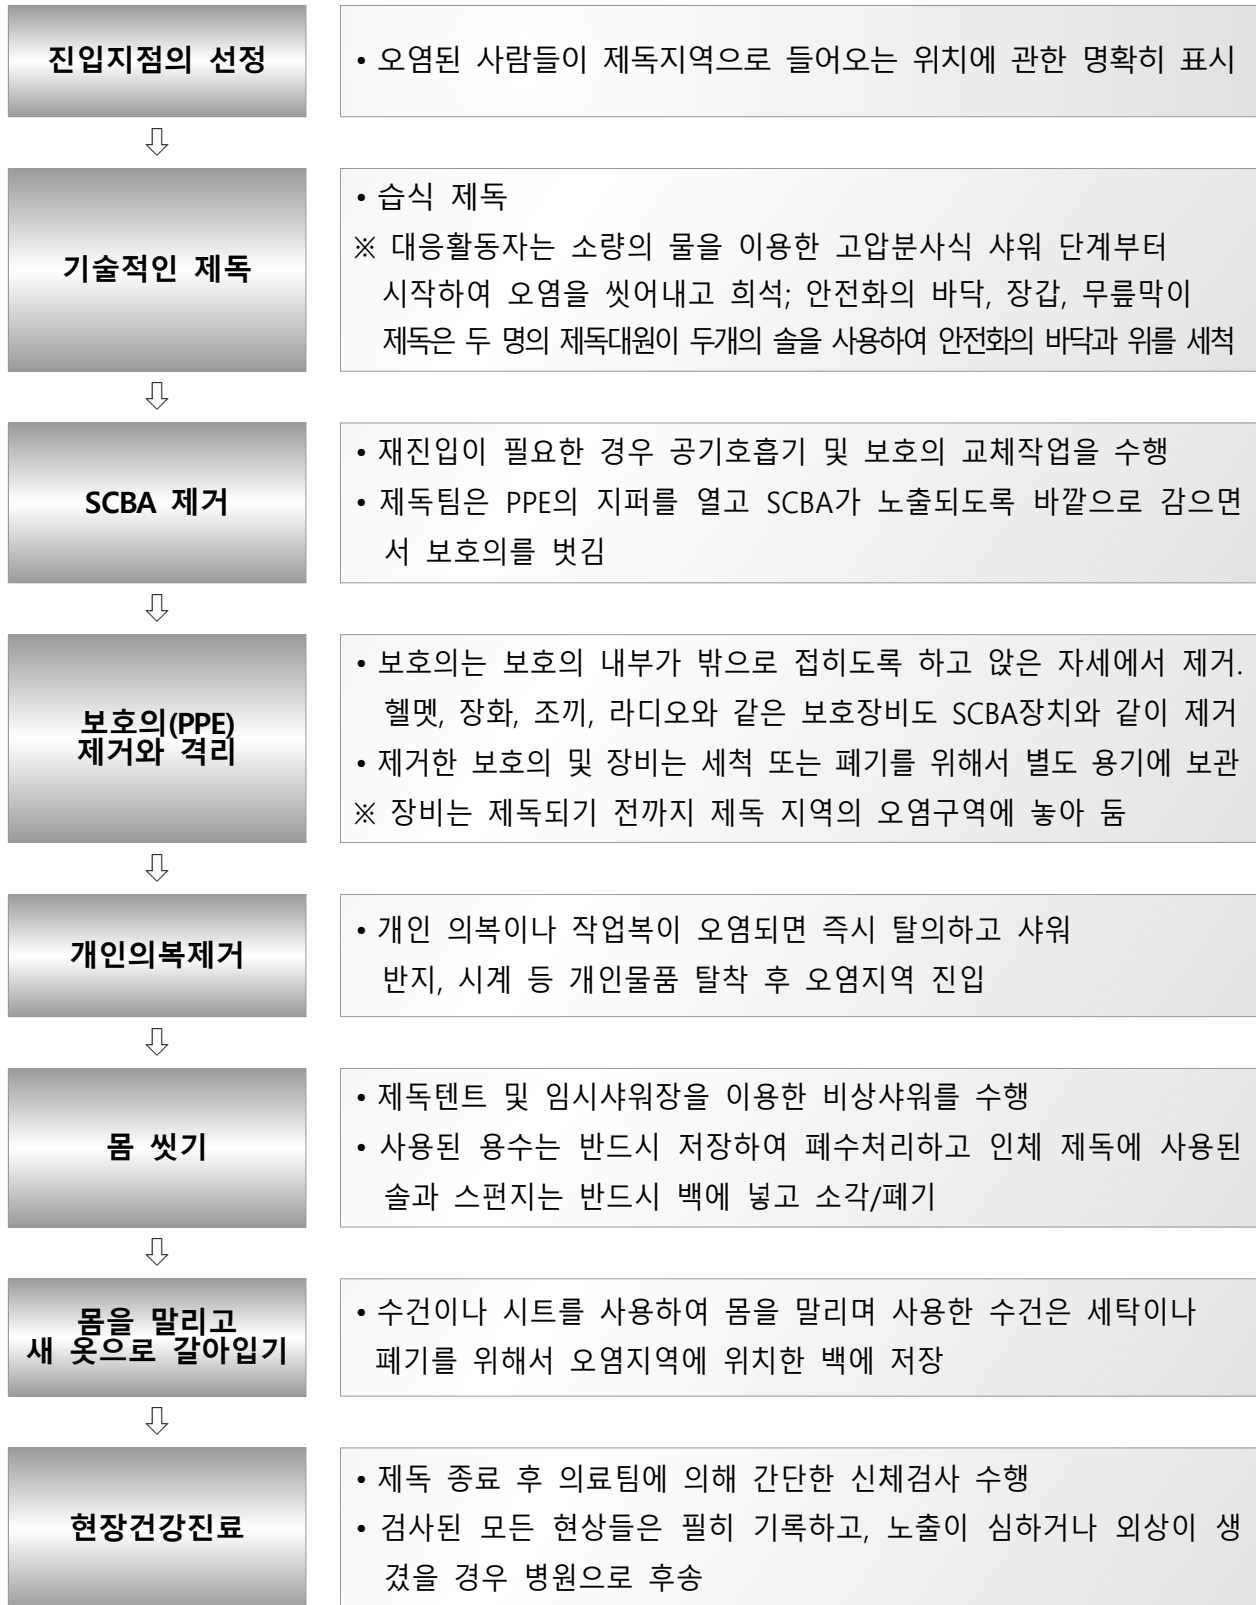 진입지점의 선정
• 오염된 사람들이 제독지역으로 들어오는 위치에 관한 명확히 표시
⇩
기술적인 제독
• 습식 제독
※ 대응활동자는 소량의 물을 이용한 고압분사식 샤워 단계부터
시작하여 오염을 씻어내고 희석; 안전화의 바닥, 장갑, 무릎막이
제독은 두 명의 제독대원이 두개의 솔을 사용하여 안전화의 바닥과 위를 세척
⇩
SCBA 제거
• 재진입이 필요한 경우 공기호흡기 및 보호의 교체작업을 수행
• 제독팀은 PPE의 지퍼를 열고 SCBA가 노출되도록 바깥으로 감으면
서 보호의를 벗김
⇩
보호의(PPE)
제거와 격리
• 보호의는 보호의 내부가 밖으로 접히도록 하고 앉은 자세에서 제거.
헬멧, 장화, 조끼, 라디오와 같은 보호장비도 SCBA장치와 같이 제거
• 제거한 보호의 및 장비는 세척 또는 폐기를 위해서 별도 용기에 보관
※ 장비는 제독되기 전까지 제독 지역의 오염구역에 놓아 둠
⇩
개인의복제거
• 개인 의복이나 작업복이 오염되면 즉시 탈의하고 샤워
반지, 시계 등 개인물품 탈착 후 오염지역 진입
⇩
몸 씻기
• 제독텐트 및 임시샤워장을 이용한 비상샤워를 수행
• 사용된 용수는 반드시 저장하여 폐수처리하고 인체 제독에 사용된
솔과 스펀지는 반드시 백에 넣고 소각/폐기
⇩
몸을 말리고
새 옷으로 갈아입기
• 수건이나 시트를 사용하여 몸을 말리며 사용한 수건은 세탁이나
폐기를 위해서 오염지역에 위치한 백에 저장
⇩
현장건강진료
• 제독 종료 후 의료팀에 의해 간단한 신체검사 수행
• 검사된 모든 현상들은 필히 기록하고, 노출이 심하거나 외상이 생
겼을 경우 병원으로 후송